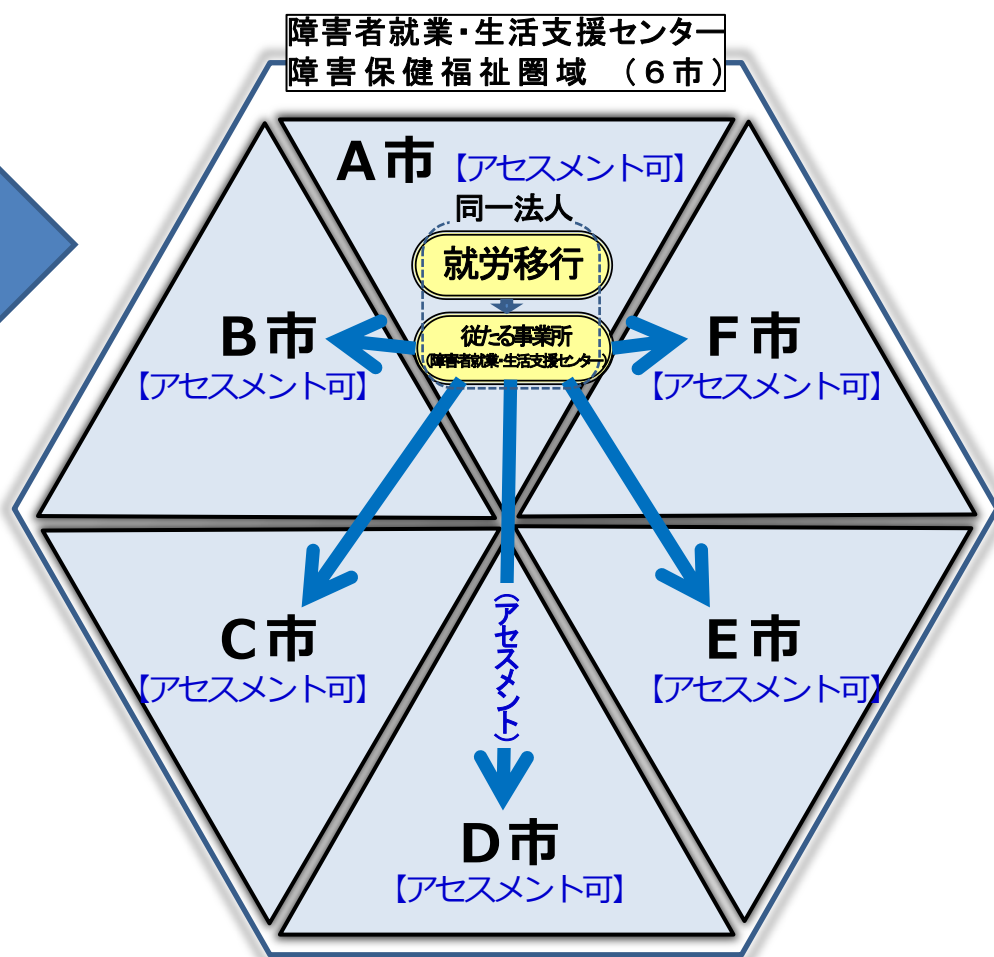 障害者就業・生活支援センター
障害保健福祉圏域 （６市）
A市【アセスメント可】
同一法人
就労移行
従たる事業所
（障害者就業・生活支援センター）
B市
【アセスメント可】
F市
【アセスメント可】
C市
【アセスメント可】
（アセスメント）
E市
【アセスメント可】
D市
【アセスメント可】